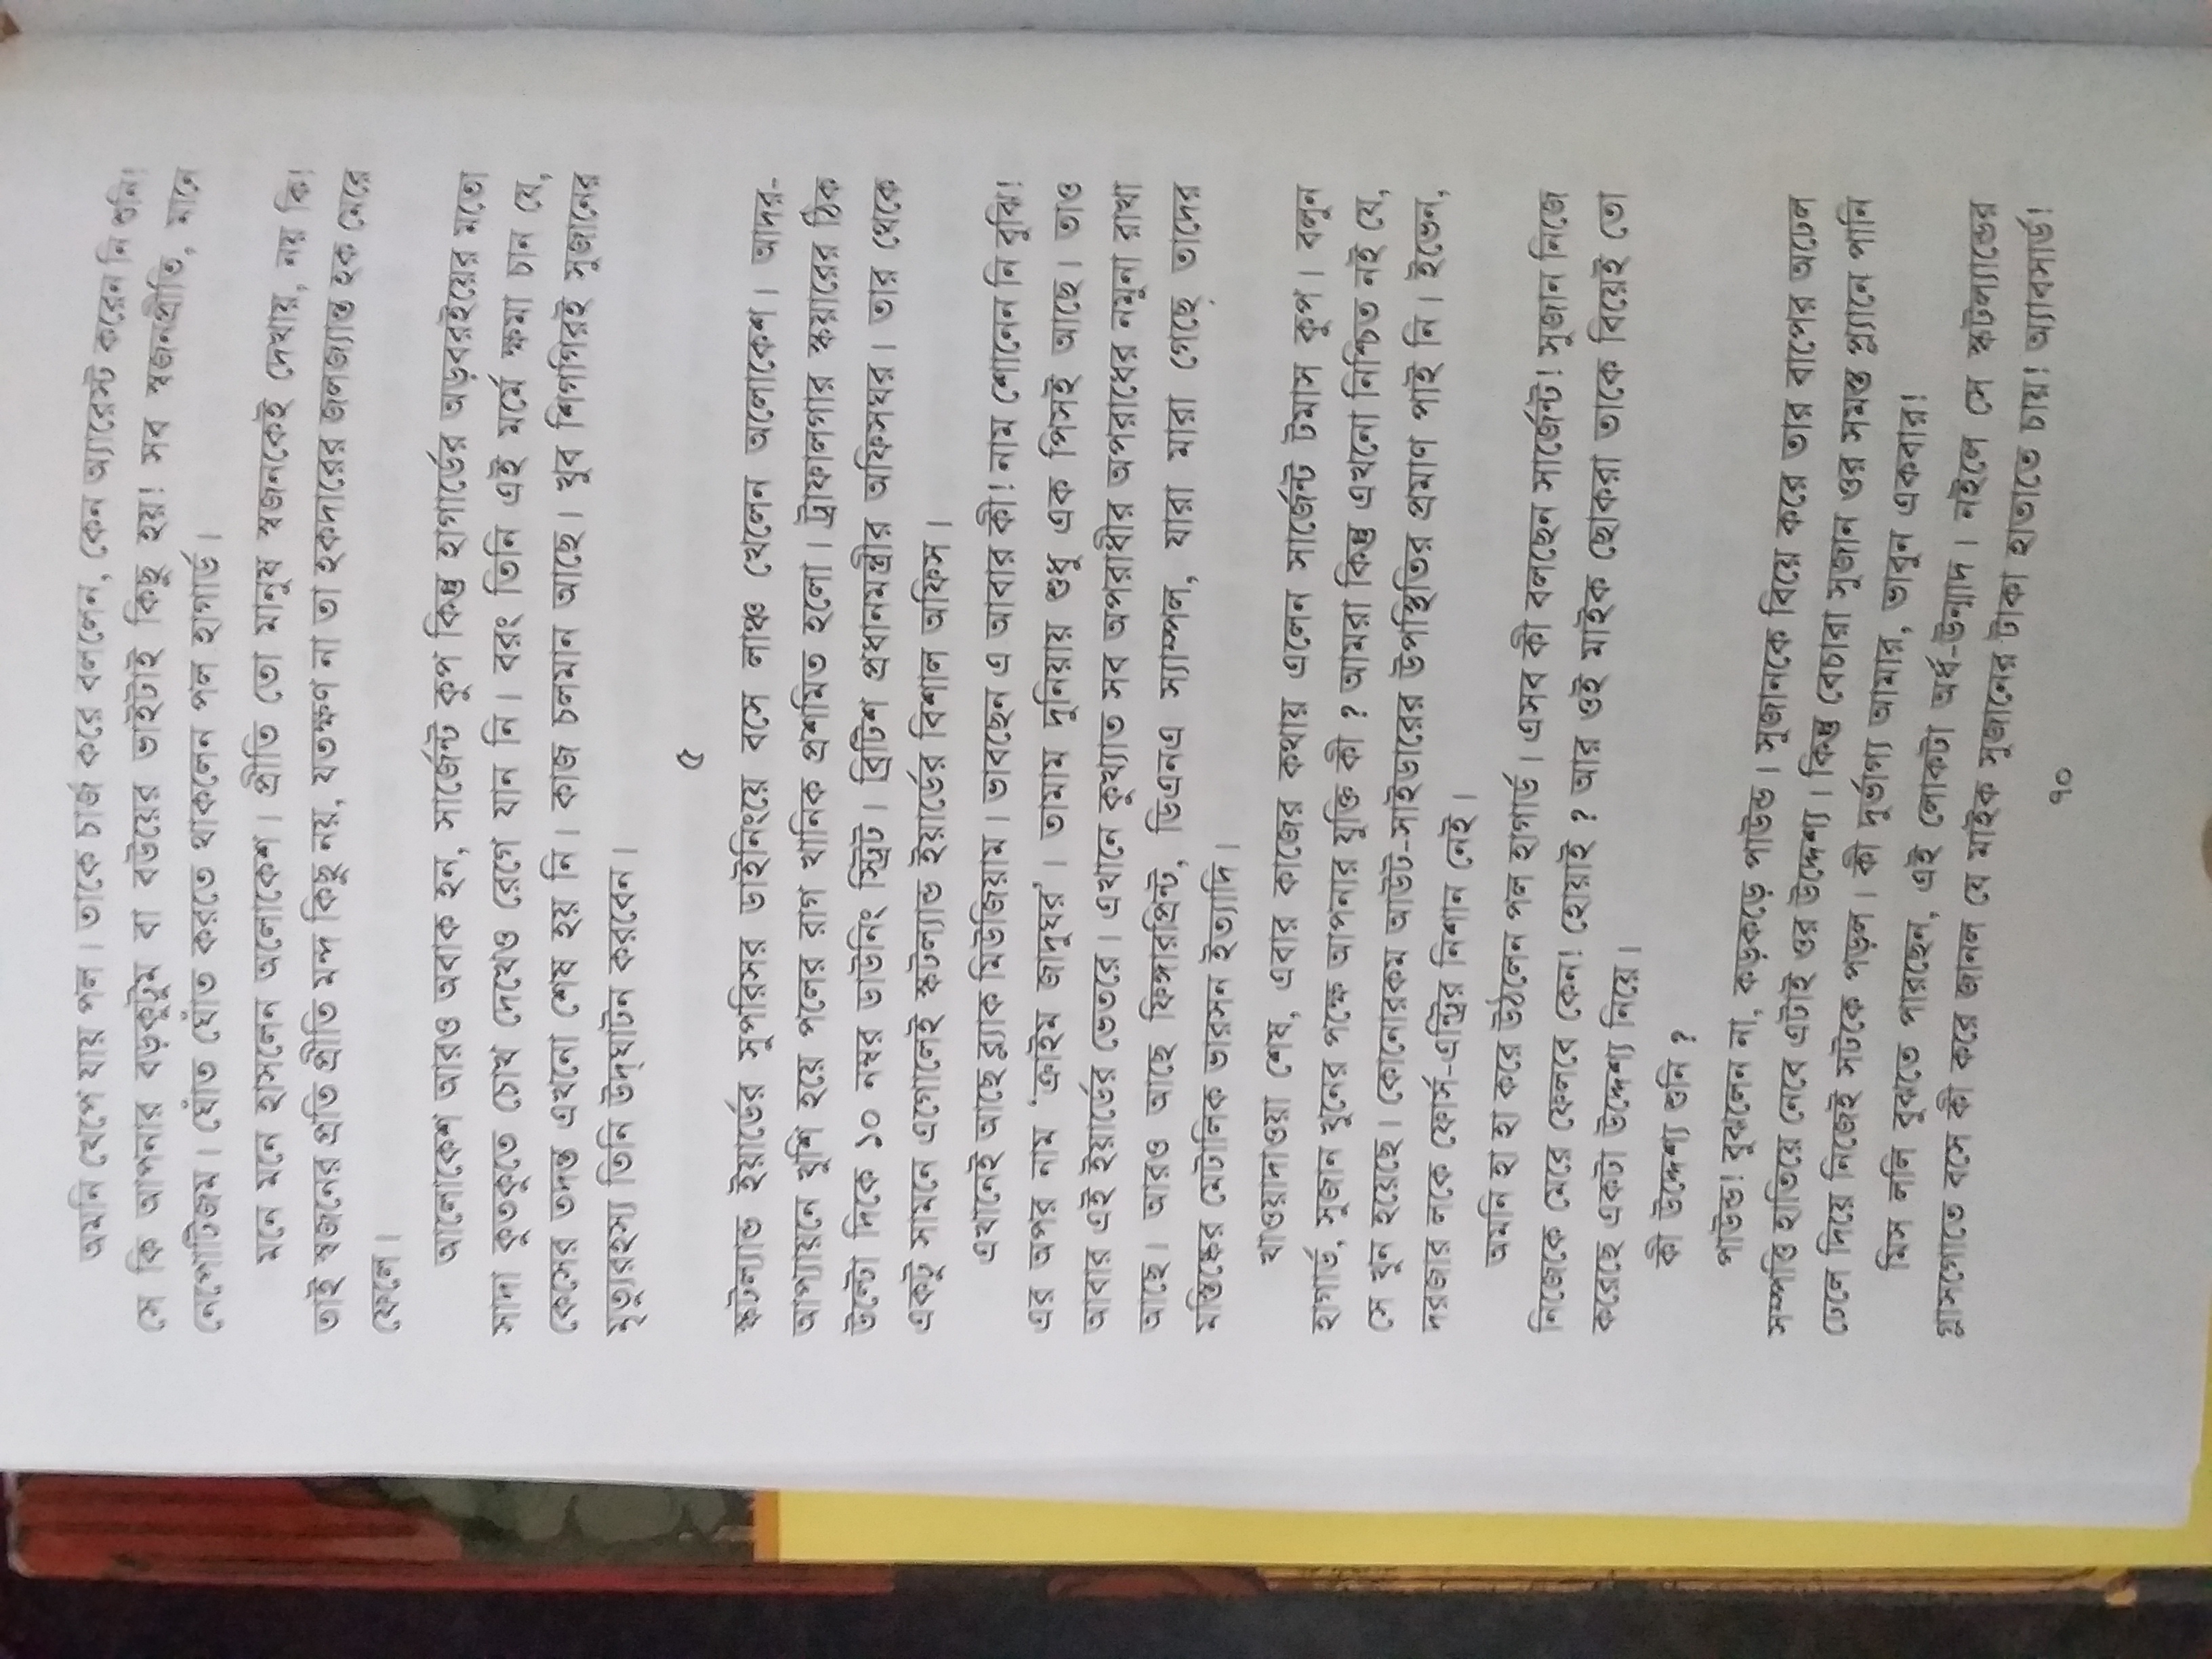 অমনি খেপে যায় পল। তাকে চার্জ করে বললেন, কেন অ্যারেস্ট করেন নি শুনি!
সে কি আপনার বড়কুটুম বা বউয়ের ভাইটাই কিছু হয়! সব স্বজনপ্রীতি, মানে
নেপোটিজম। ঘোঁত ঘোঁত করতে থাকলেন পল হাগার্ড।
মনে মনে হাসলেন অলোকেশ। প্রীতি তো মানুষ স্বজনকেই দেখায়, নয় কি!
তাই স্বজনের প্রতি প্রীতি মন্দ কিছু নয়, যতক্ষণ না তা হকদারের জলজ্যান্ত হক মেরে
ফেলে।
আলোকেশ আরও অবাক হন, সার্জেন্ট কুপ কিন্তু হাগার্ডের অড়বরইয়ের মতো
সাদা কুতকুতে চোখ দেখেও রেগে যান নি। বরং তিনি এই মর্মে ক্ষমা চান যে,
কেসের তদন্ত এখনো শেষ হয় নি। কাজ চলমান আছে। খুব শিগগিরই সুজানের
মৃত্যুরহস্য তিনি উদ্‌ঘাটন করবেন।
৫
স্কটল্যান্ড ইয়ার্ডের সুপরিসর ডাইনিংয়ে বসে লাঞ্চ খেলেন অলোকেশ। আদর-
আপ্যায়নে খুশি হয়ে পলের রাগ খানিক প্রশমিত হলো। ট্রাফালগার স্কয়ারের ঠিক
উল্টো দিকে ১০ নম্বর ডাউনিং স্ট্রিট। ব্রিটিশ প্রধানমন্ত্রীর অফিসঘর। তার থেকে
একটু সামনে এগোলেই স্কটল্যান্ড ইয়ার্ডের বিশাল অফিস।
এখানেই আছে ব্ল্যাক মিউজিয়াম। ভাবছেন এ আবার কী! নাম শোনেন নি বুঝি!
এর অপর নাম ‘ক্রাইম জাদুঘর’। তামাম দুনিয়ায় শুধু এক পিসই আছে। তাও
আবার এই ইয়ার্ডের ভেতরে। এখানে কুখ্যাত সব অপরাধীর অপরাধের নমুনা রাখা
আছে। আরও আছে ফিঙ্গারপ্রিন্ট, ডিএনএ স্যাম্পল, যারা মারা গেছে তাদের
মস্তিষ্কের মেটালিক ভারসন ইত্যাদি।
খাওয়াদাওয়া শেষ, এবার কাজের কথায় এলেন সার্জেন্ট টমাস কুপ। বলুন
হাগার্ড, সুজান খুনের পক্ষে আপনার যুক্তি কী ? আমরা কিন্তু এখনো নিশ্চিত নই যে,
সে খুন হয়েছে। কোনোরকম আউট-সাইডারের উপস্থিতির প্রমাণ পাই নি। ইভেন,
দরজার লকে ফোর্স-এন্ট্রির নিশান নেই।
অমনি হা হা করে উঠলেন পল হাগার্ড। এসব কী বলছেন সার্জেন্ট! সুজান নিজে
নিজেকে মেরে ফেলবে কেন! হোয়াই ? আর ওই মাইক ছোকরা তাকে বিয়েই তো
করেছে একটা উদ্দেশ্য নিয়ে।
কী উদ্দেশ্য শুনি ?
পাউন্ড! বুঝলেন না, কড়কড়ে পাউন্ড। সুজানকে বিয়ে করে তার বাপের অঢেল
সম্পত্তি হাতিয়ে নেবে এটাই ওর উদ্দেশ্য। কিন্তু বেচারা সুজান ওর সমস্ত প্ল্যানে পানি
ঢেলে দিয়ে নিজেই সটকে পড়ল। কী দুর্ভাগ্য আমার, ভাবুন একবার!
মিস ললি বুঝতে পারছেন, এই লোকটা অর্ধ-উন্মাদ। নইলে সে স্কটল্যান্ডের
গ্লাসগোতে বসে কী করে জানল যে মাইক সুজানের টাকা হাতাতে চায়! অ্যাবসার্ড!
৭০